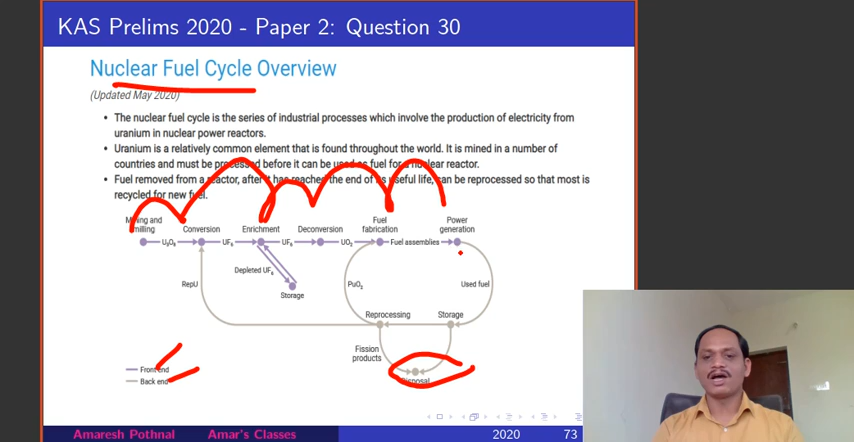 KAS Prelims 2020 - Paper 2: Question 30
Nuclear Fuel Cycle Overview
(Updated May 2020)
• The nuclear fuel cycle is the series of industrial processes which involve the production of electricity from
uranium in nuclear power reactors.
• Uranium is a relatively common element that is found throughout the world. It is mined in a number of
countries and must be processed before it can be used as fuel for a nuclear reactor.
• Fuel removed from a reactor, after it has reached the end of its useful life, can be reprocessed so that most is
recycled for new fuel.
Mining and
milling
Conversion
Enrichment
Deconversion
Fuel
fabrication
Power
generation
U₃O₈
UF₆
UF₆
UO₂
Fuel assemblies
Depleted UF₆
Storage
RepU
PuO₂
Used fuel
Reprocessing
Storage
Fission
products
Disposal
Front end
Back end
Amaresh Pothnal Amar's Classes 2020 73